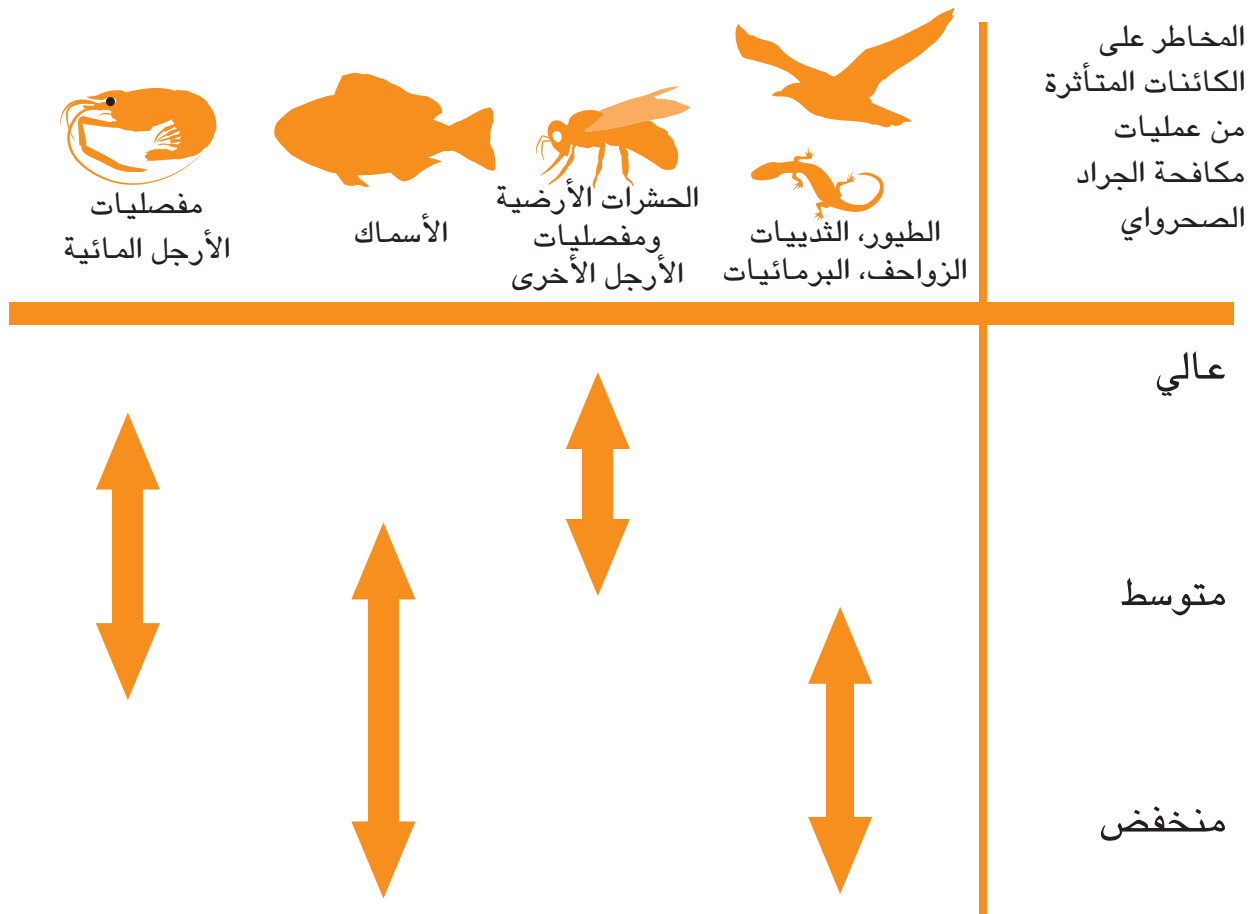 المخاطر على
الكائنات المتأثرة
من عمليات
مكافحة الجراد
الصحرواي
الطيور، الثدييات
الزواحف، البرمائيات
الحشرات الأرضية
ومفصليات
الأرجل الأخرى
الأسماك
مفصليات
الأرجل المائية
عالي
متوسط
منخفض